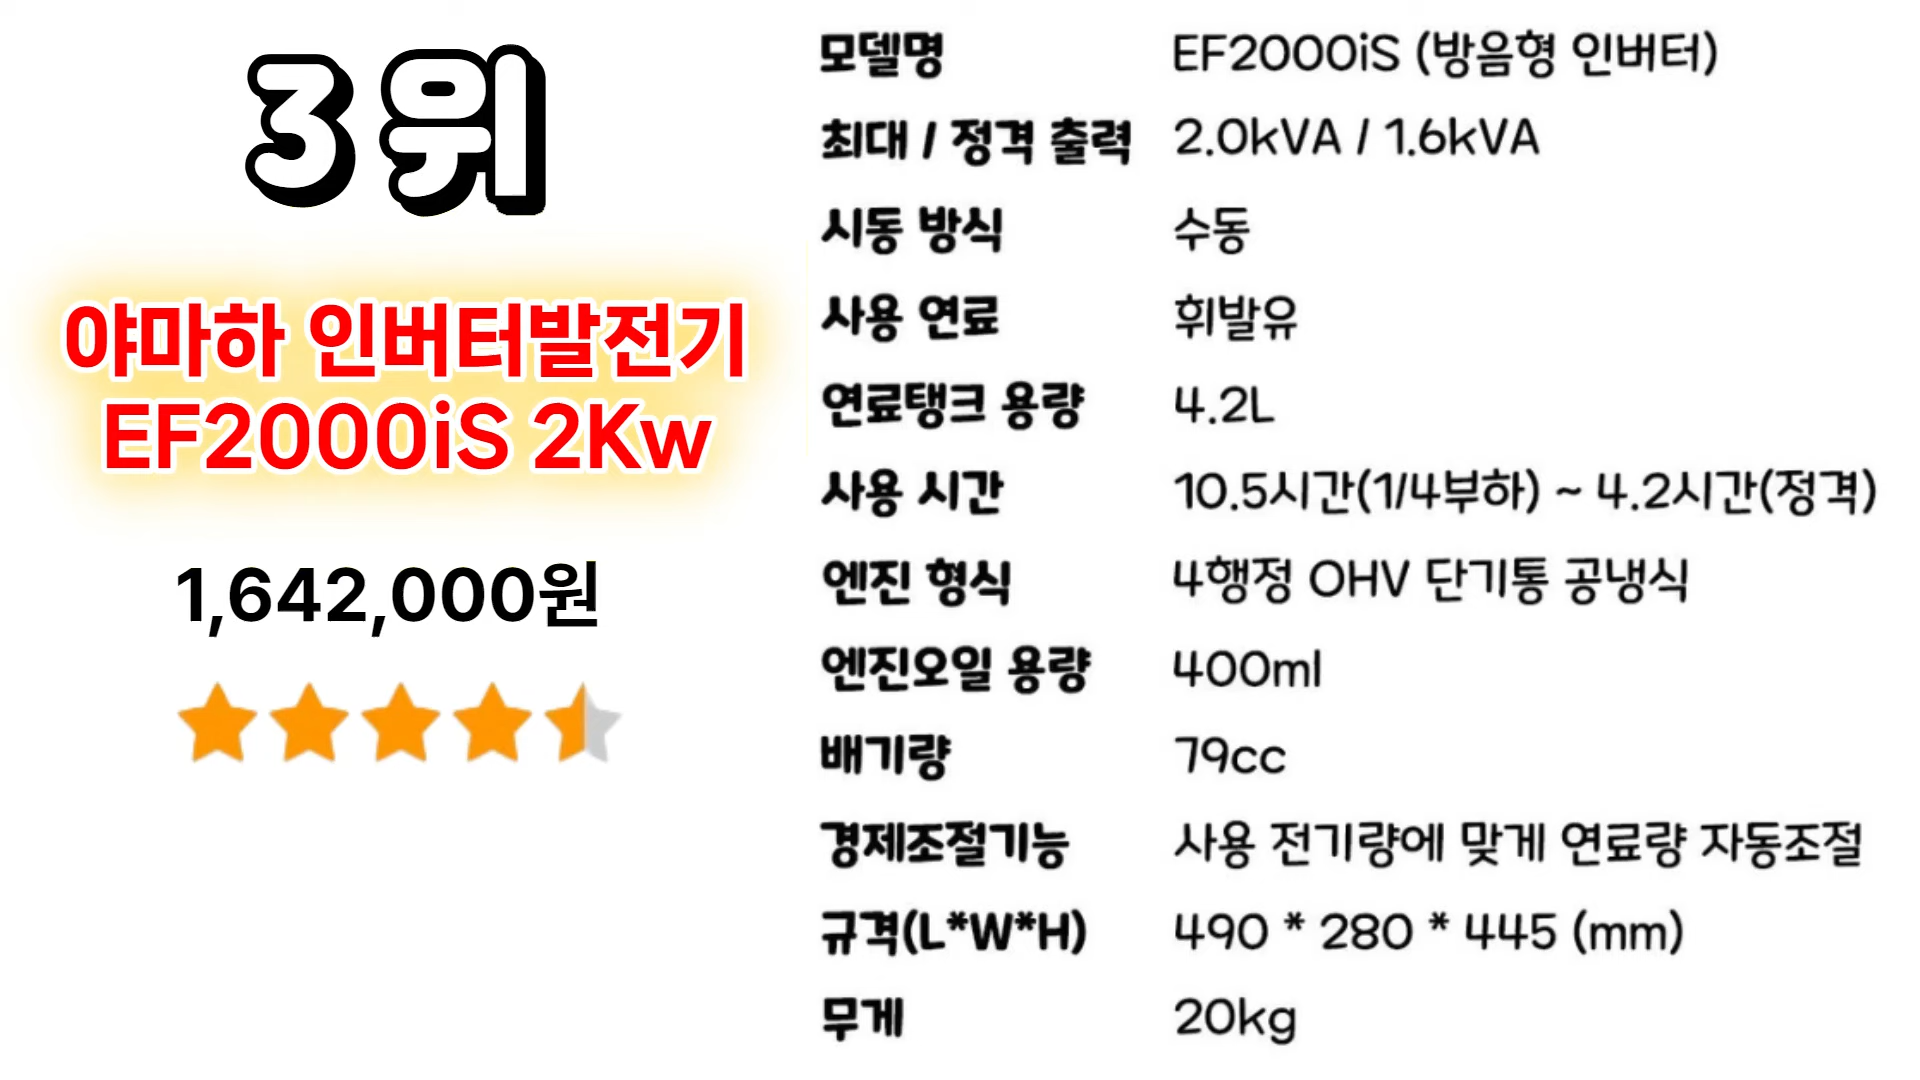 3위
야마하 인버터발전기
EF2000iS 2Kw
1,642,000원
모델명 EF2000iS (방음형 인버터)
최대 / 정격 출력 2.0kVA / 1.6kVA
시동 방식 수동
사용 연료 휘발유
연료탱크 용량 4.2L
사용 시간 10.5시간(1/4부하) ~ 4.2시간(정격)
엔진 형식 4행정 OHV 단기통 공냉식
엔진오일 용량 400ml
배기량 79cc
경제조절기능 사용 전기량에 맞게 연료량 자동조절
규격(L*W*H) 490 * 280 * 445 (mm)
무게 20kg